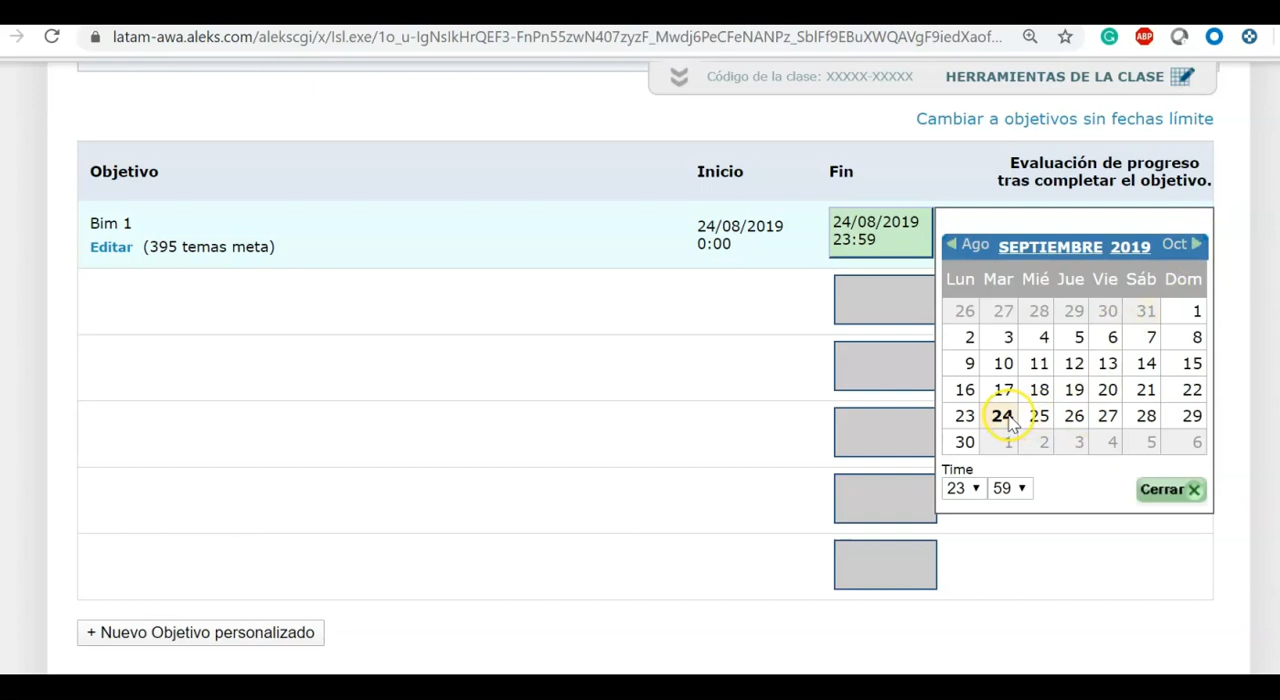 latam-awa.aleks.com/alekscgi/x/Isl.exe/1o_u-IgNsIkHrQEF3-FnPn55zwN407zyzF_Mwdj6PeCFeNANPz_SblFf9EBuXWQAVgF9iedXaof...
ABP
Código de la clase: XXXXX-XXXXX
HERRAMIENTAS DE LA CLASE
Cambiar a objetivos sin fechas límite
Objetivo Inicio Fin
Evaluación de progreso
tras completar el objetivo.
Bim 1
Editar (395 temas meta)
24/08/2019
0:00
24/08/2019
23:59
Ago SEPTIEMBRE 2019 Oct
Lun Mar Mié Jue Vie Sáb Dom
26 27 28 29 30 31 1
2 3 4 5 6 7 8
9 10 11 12 13 14 15
16 17 18 19 20 21 22
23 24 25 26 27 28 29
30 1 2 3 4 5 6
Time
23 59
Cerrar
+ Nuevo Objetivo personalizado